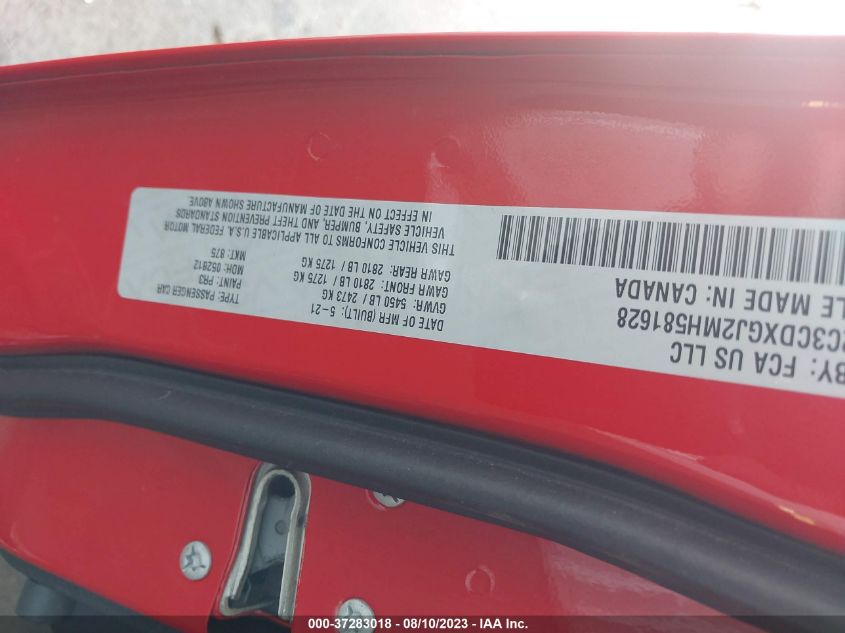 BY: FCA US LLC
2C3CDXGJ2MH581628
LE MADE IN: CANADA
DATE OF MFR (BUILT): 5-21
GVWR: 5450 LB / 2473 KG
GAWR FRONT: 2810 LB / 1275 KG
GAWR REAR: 2810 LB / 1275 KG
TYPE: PASSENGER CAR
PAINT: PR3
MDH: 052812
MKT: 875
THIS VEHICLE CONFORMS TO ALL APPLICABLE U.S.A. FEDERAL MOTOR
VEHICLE SAFETY, BUMPER, AND THEFT PREVENTION STANDARDS
IN EFFECT ON THE DATE OF MANUFACTURE SHOWN ABOVE
000-37283018 - 08/10/2023 - IAA Inc.